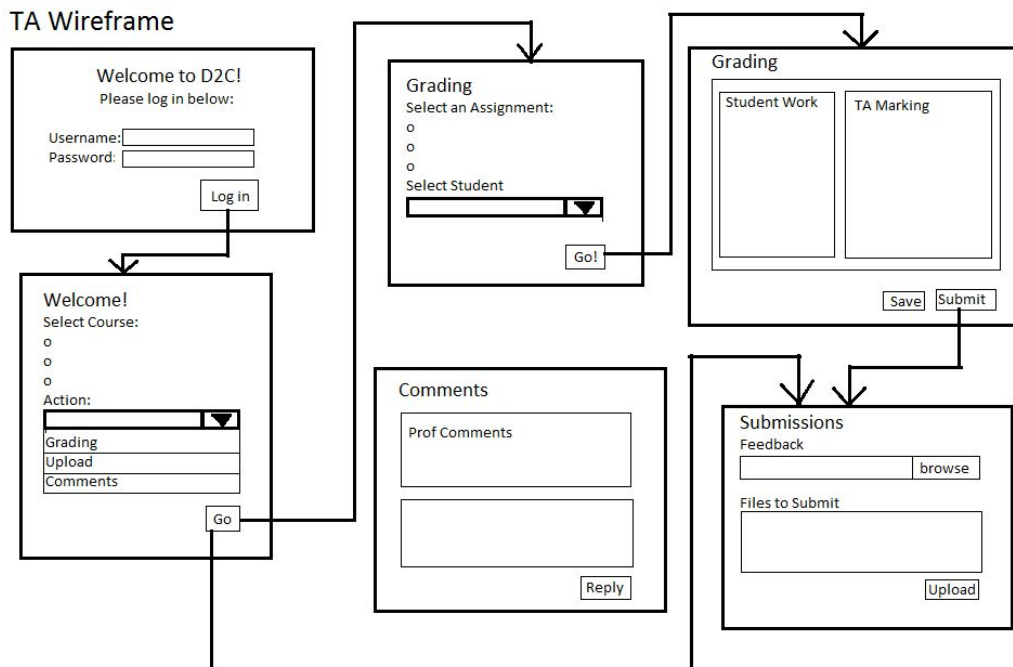 TA Wireframe
Welcome to D2C!
Please log in below:
Username:
Password:
Log in
Welcome!
Select Course:
o
o
o
Action:
Grading
Upload
Comments
Go
Grading
Select an Assignment:
o
o
o
Select Student
Go!
Grading
Student Work
TA Marking
Save
Submit
Comments
Prof Comments
Reply
Submissions
Feedback
browse
Files to Submit
Upload